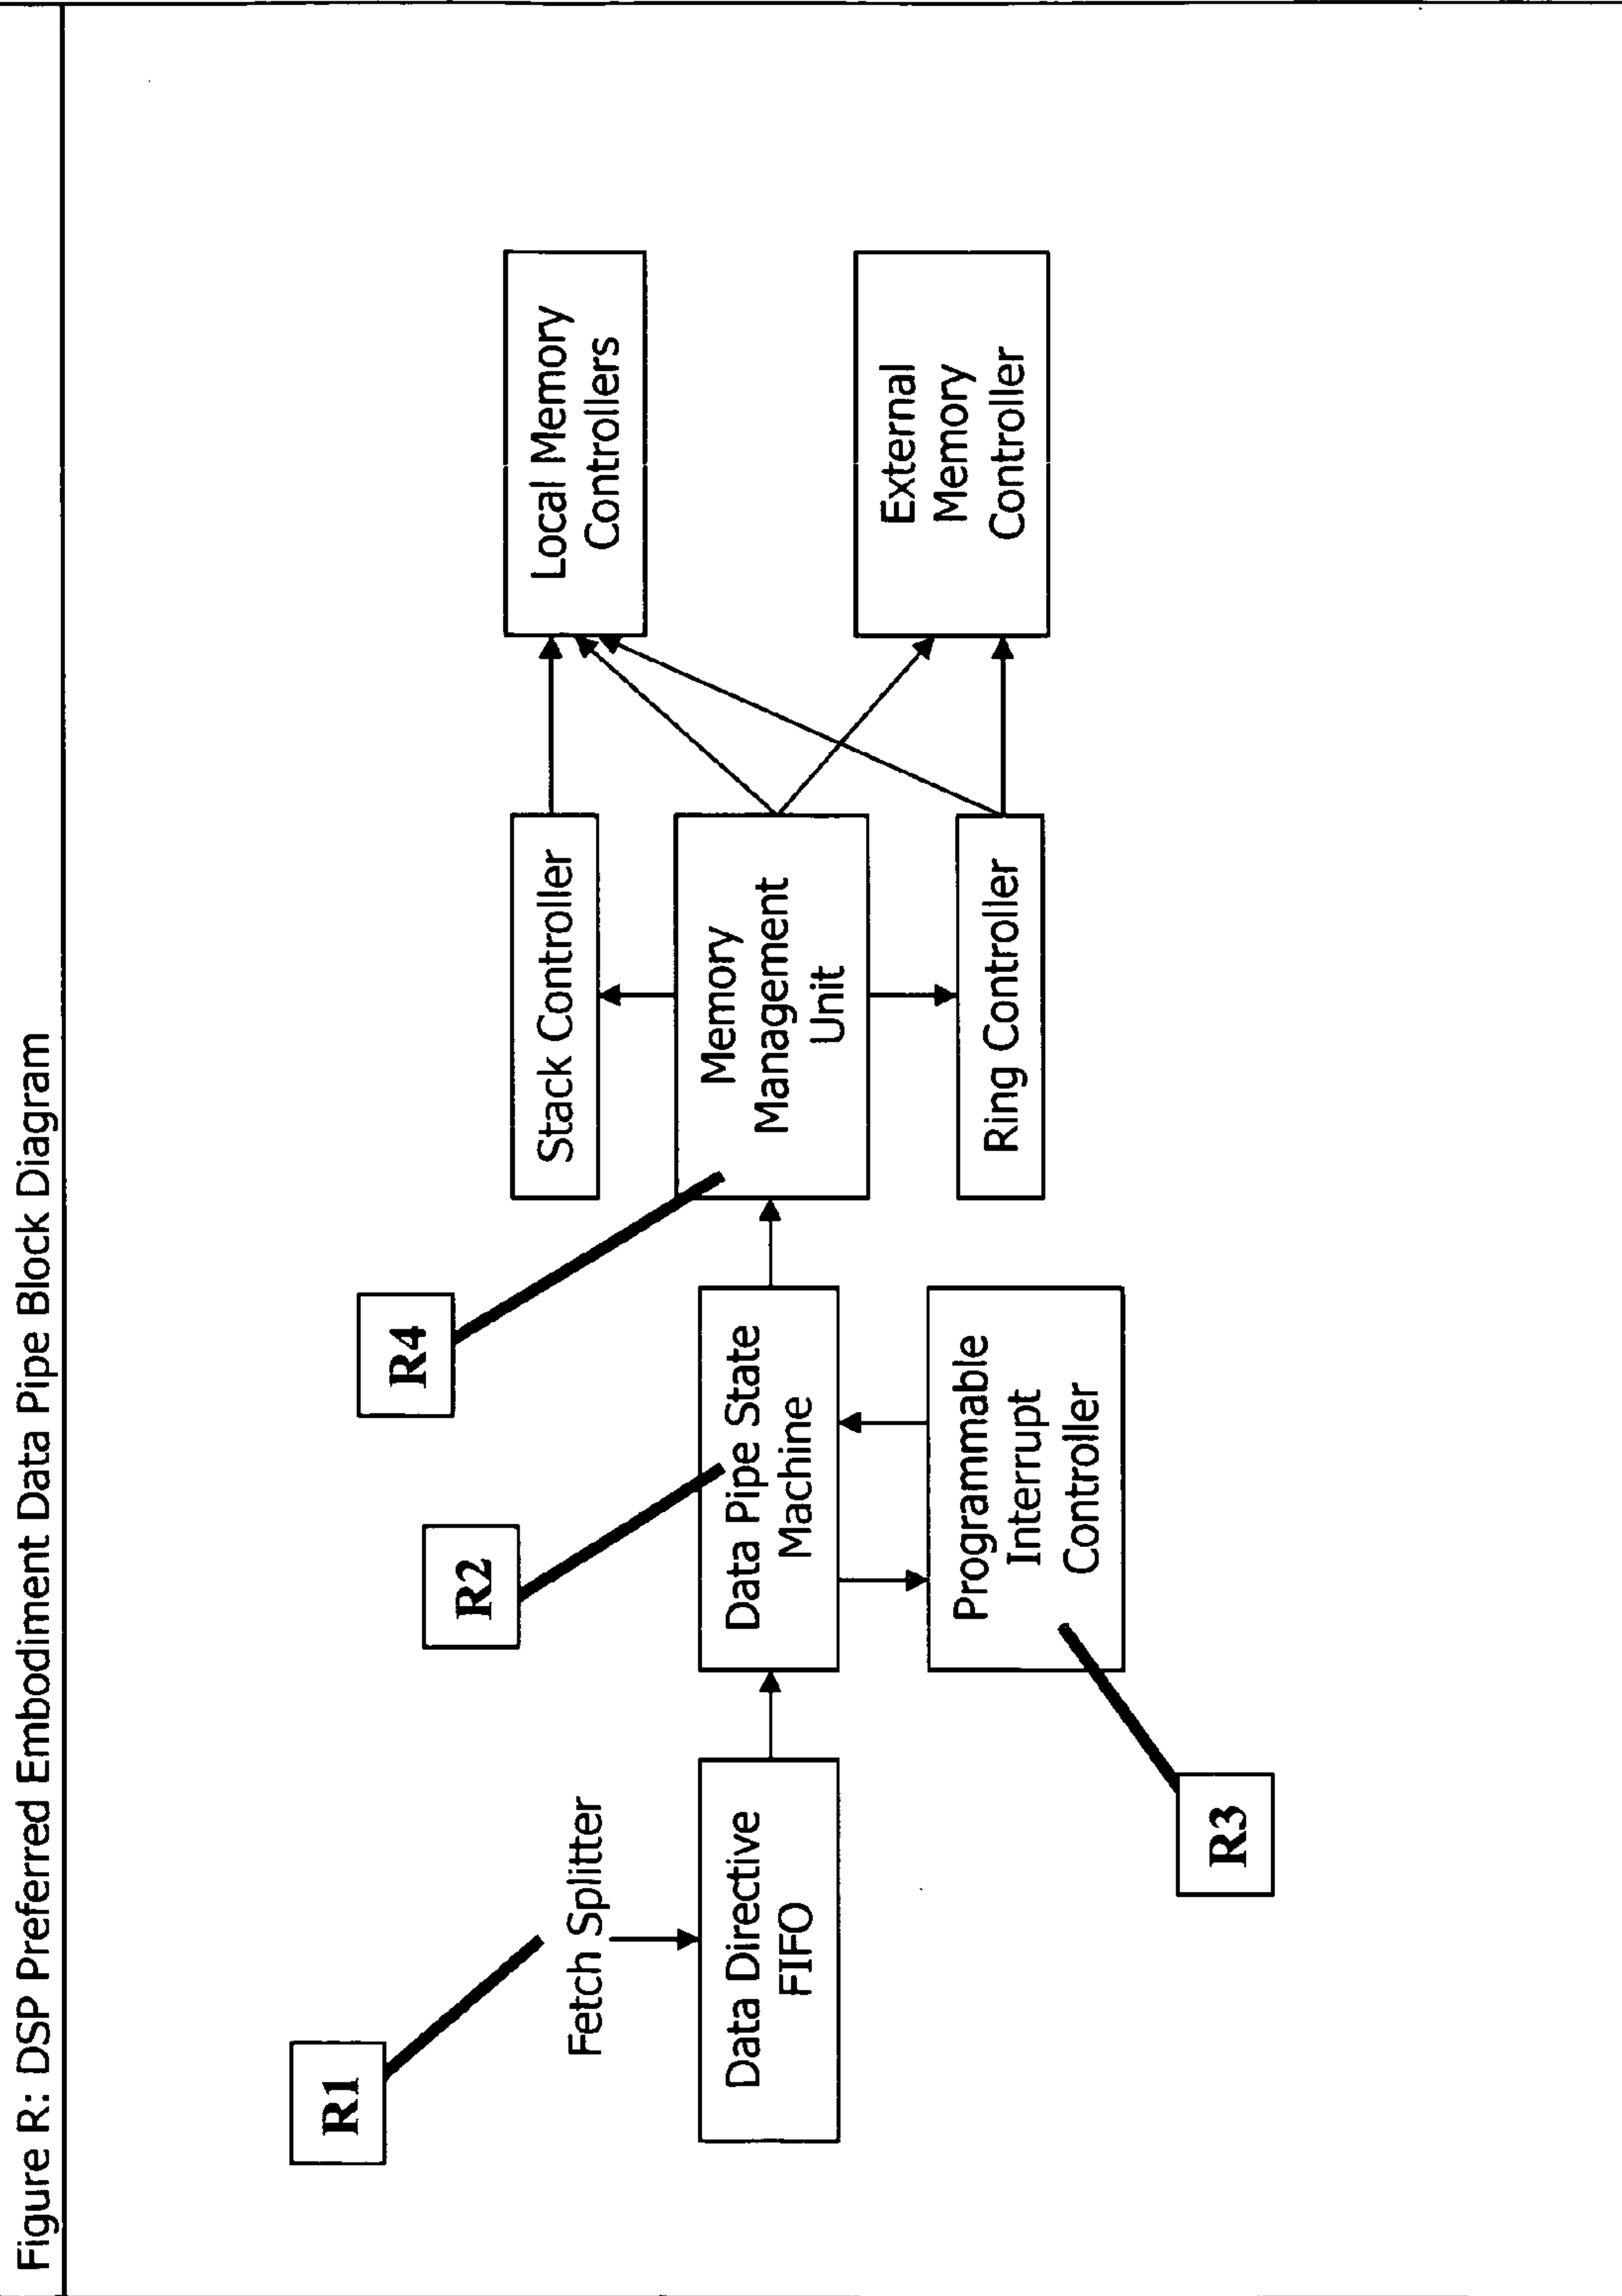 Figure R: DSP Preferred Embodiment Data Pipe Block Diagram
R1
R2
R4
Fetch Splitter
Data Directive
FIFO
Data Pipe State
Machine
Programmable
Interrupt
Controller
R3
Stack Controller
Memory
Management
Unit
Ring Controller
Local Memory
Controllers
External
Memory
Controller